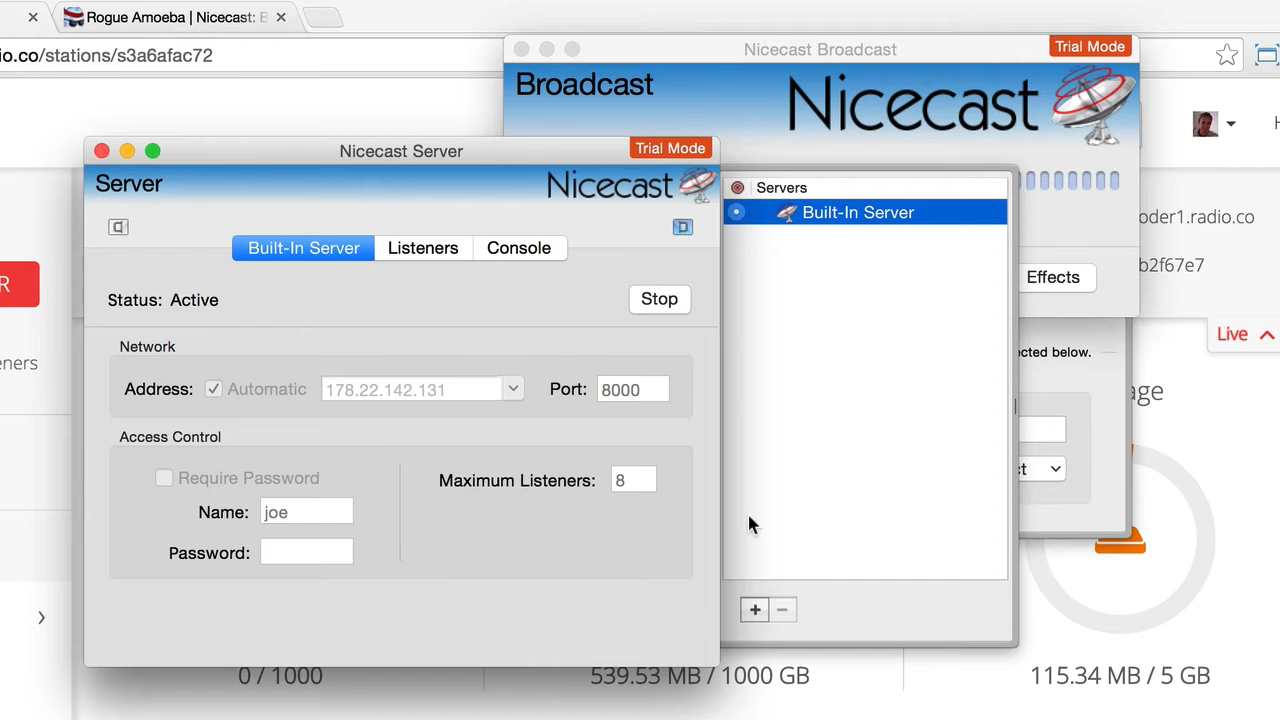 Rogue Amoeba | Nicecast: B
io.co/stations/s3a6afac72
Nicecast Broadcast
Trial Mode
Broadcast
Nicecast
Nicecast Server
Trial Mode
Server
Nicecast
Servers
Built-In Server
Built-In Server
Listeners
Console
Status: Active
Stop
Network
Address:
Automatic
178.22.142.131
Port:
8000
Access Control
Require Password
Name:
joe
Password:
Maximum Listeners:
8
+
−
Effects
oder1.radio.co
b2f67e7
Live
ected below.
age
ct
R
eners
H
0 / 1000
539.53 MB / 1000 GB
115.34 MB / 5 GB